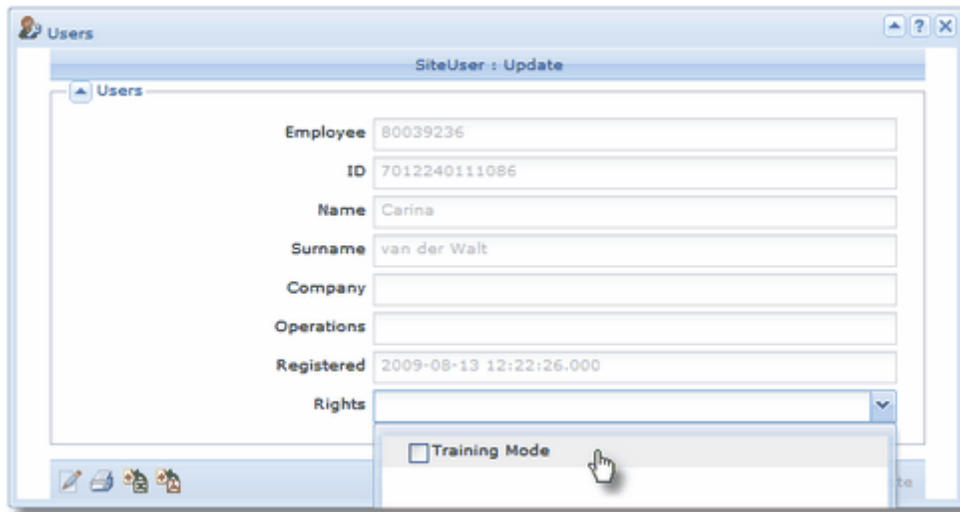 Users
SiteUser : Update
Users
Employee 80039236
ID 7012240111086
Name Carina
Surname van der Walt
Company
Operations
Registered 2009-08-13 12:22:26.000
Rights
Training Mode